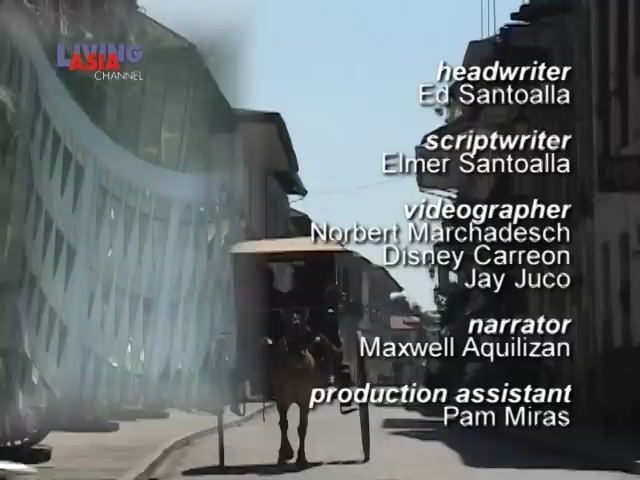 LIVING
ASIA
CHANNEL
headwriter
Ed Santoalla
scriptwriter
Elmer Santoalla
videographer
Norbert Marchadesch
Disney Carreon
Jay Juco
narrator
Maxwell Aquilizan
production assistant
Pam Miras